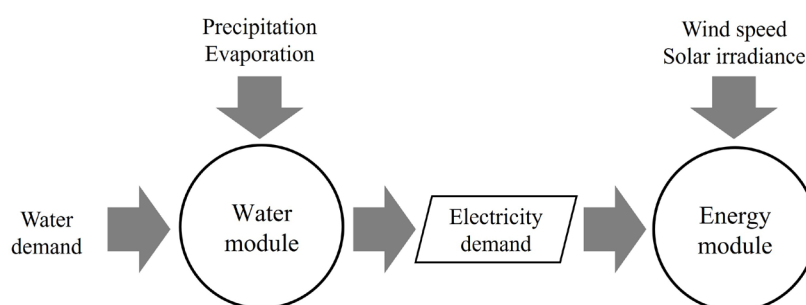 Precipitation
Evaporation
Wind speed
Solar irradiance
Water
demand
Water
module
Electricity
demand
Energy
module